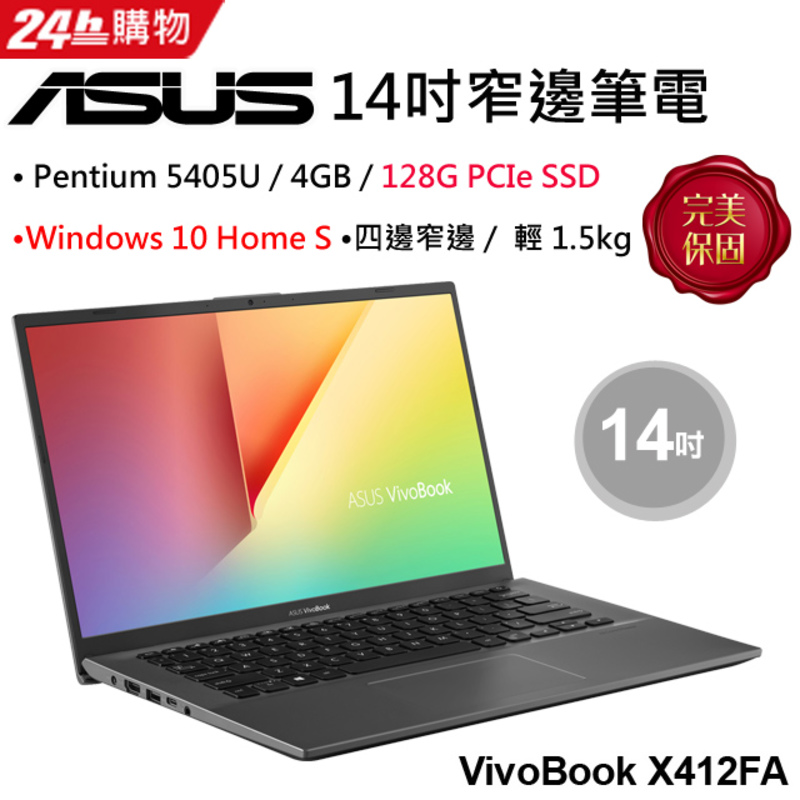 24h購物
ASUS 14吋窄邊筆電
• Pentium 5405U / 4GB / 128G PCIe SSD
•Windows 10 Home S •四邊窄邊 / 輕 1.5kg
完美
保固
14吋
ASUS VivoBook
ASUS VivoBook
VivoBook X412FA